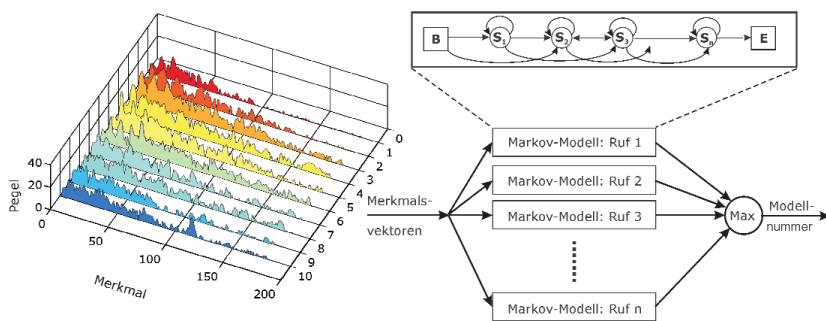 Pegel
40
20
0
0
50
100
150
200
Merkmal
0
1
2
3
4
5
6
7
8
9
10
B
S1
S2
S3
Sn
E
Merkmals-
vektoren
Markov-Modell: Ruf 1
Markov-Modell: Ruf 2
Markov-Modell: Ruf 3
Markov-Modell: Ruf n
Max
Modell-
nummer